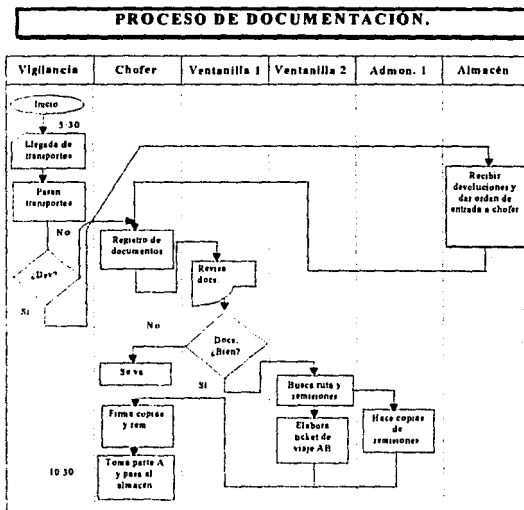 PROCESO DE DOCUMENTACIÓN.
Vigilancia Chofer Ventanilla 1 Ventanilla 2 Admon. 1 Almacén
Inicio
5:30
Llegada de
transportes
Pasan
transportes
No
¿Dev?
Si
Registro de
documentos
Revisa
docs.
Recibir
devoluciones y
dar orden de
entrada a chofer
No
Docs.
¿Bien?
Se va
Si
Busca ruta y
remisiones
Firma copias
y rem
Elabora
ticket de
viaje AB
Hace copias
de
remisiones
10:30
Toma parte A
y pasa al
almacén